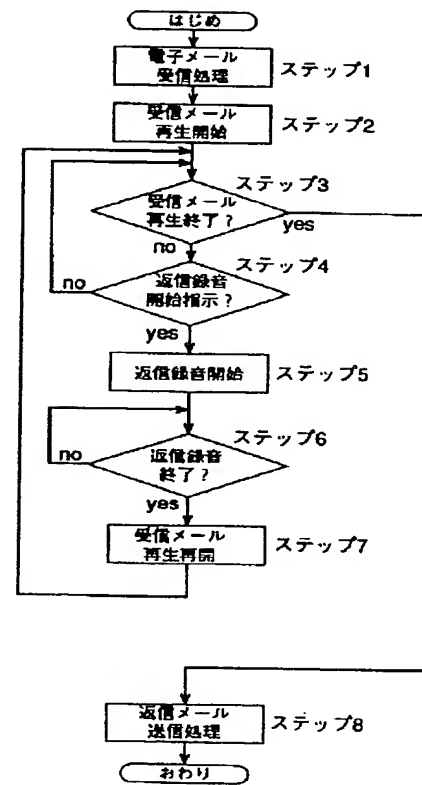 はじめ
電子メール
受信処理
ステップ1
受信メール
再生開始
ステップ2
ステップ3
受信メール
再生終了？
yes
no
ステップ4
返信録音
開始指示？
no
yes
返信録音開始
ステップ5
ステップ6
返信録音
終了？
no
yes
受信メール
再生再開
ステップ7
返信メール
送信処理
ステップ8
おわり